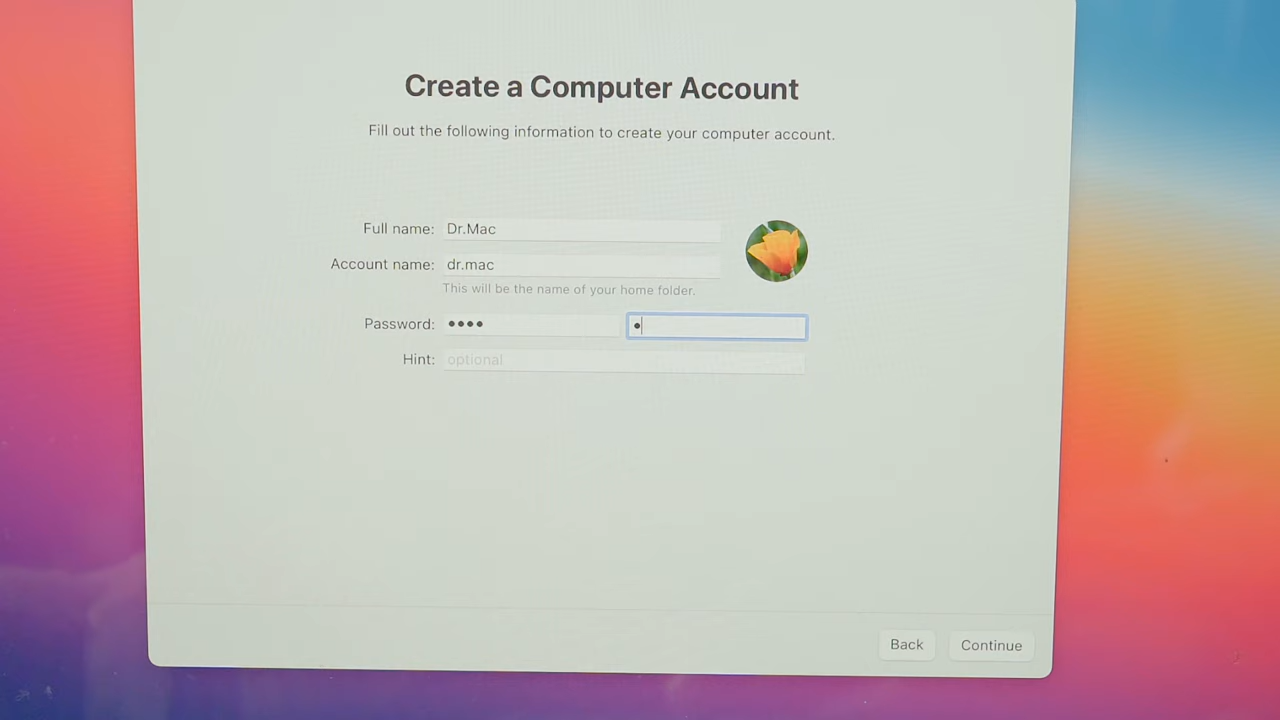 Create a Computer Account
Fill out the following information to create your computer account.
Full name: Dr.Mac
Account name: dr.mac
This will be the name of your home folder.
Password: •••• •
Hint: optional
Back Continue